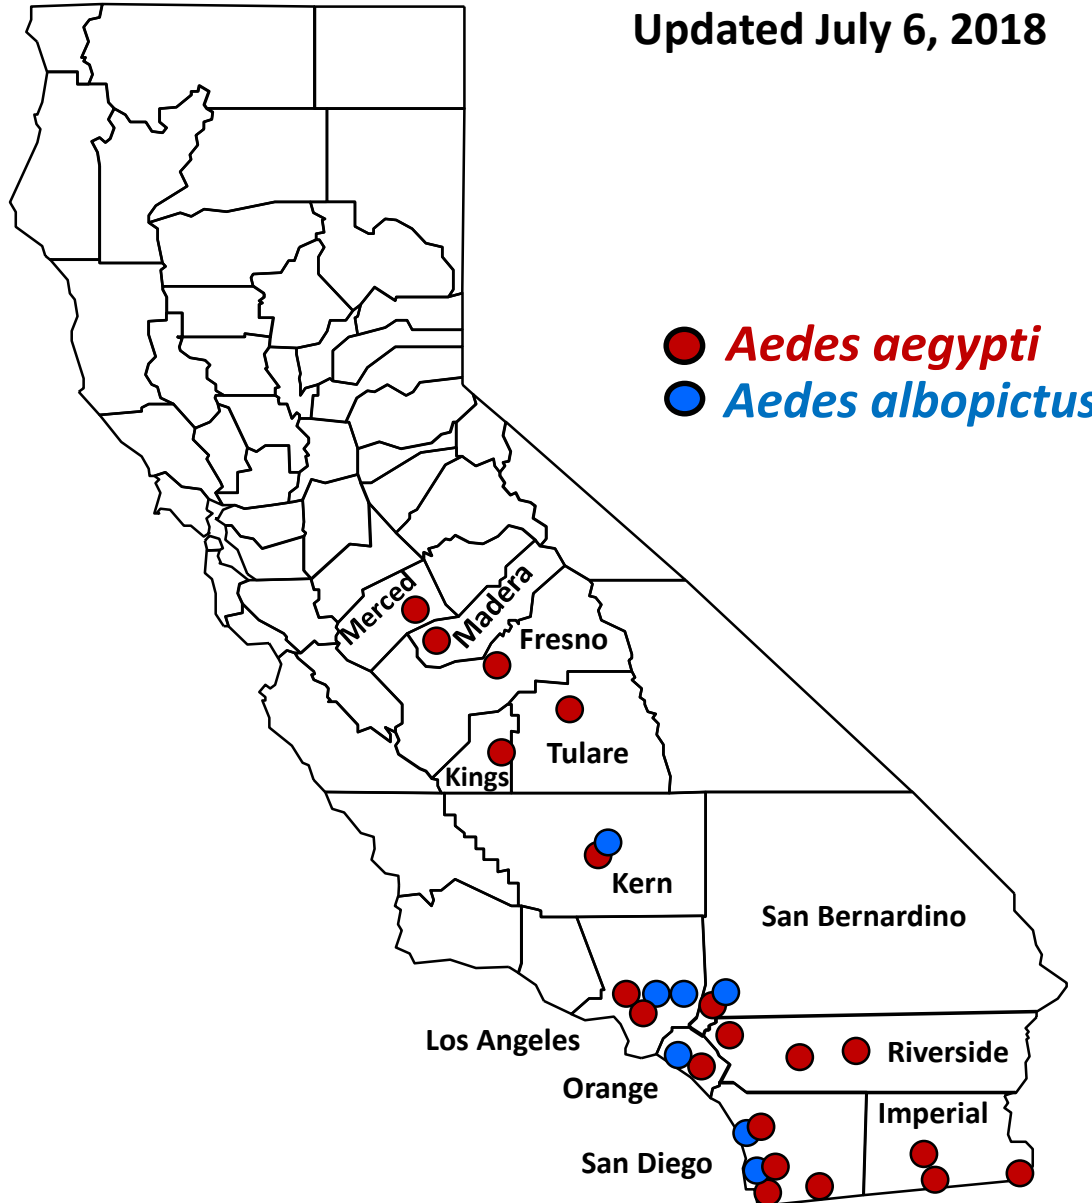 Updated July 6, 2018
Aedes aegypti
Aedes albopictus
Merced
Madera
Fresno
Tulare
Kings
Kern
San Bernardino
Los Angeles
Riverside
Orange
Imperial
San Diego